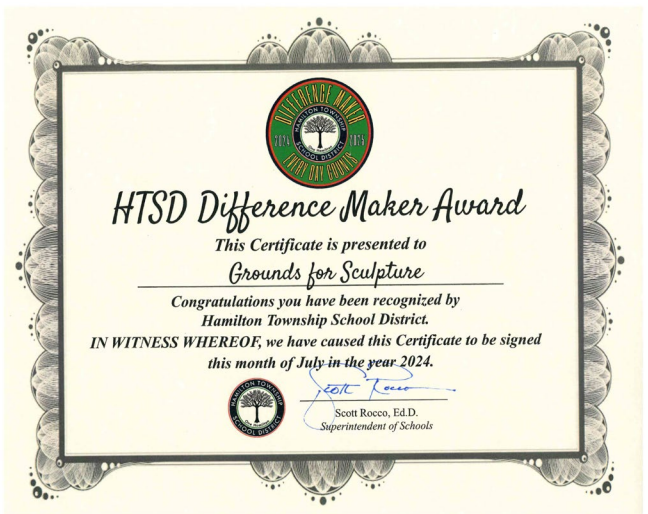 DIFFERENCE MAKER
HAMILTON TOWNSHIP
2024 2025
SCHOOL DISTRICT
EVERY DAY COUNTS
HTSD Difference Maker Award
This Certificate is presented to
Grounds for Sculpture
Congratulations you have been recognized by
Hamilton Township School District.
IN WITNESS WHEREOF, we have caused this Certificate to be signed
this month of July in the year 2024.
HAMILTON TOWNSHIP
SCHOOL DISTRICT
Scott Rocco
Scott Rocco, Ed.D.
Superintendent of Schools